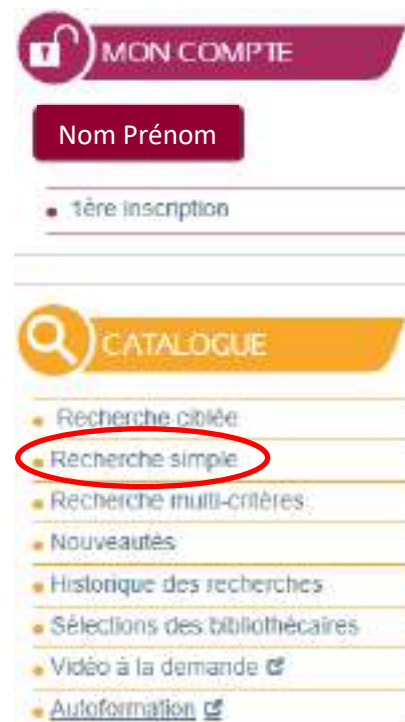 MON COMPTE
Nom Prénom
1ère inscription
CATALOGUE
Recherche ciblée
Recherche simple
Recherche multi-critères
Nouveautés
Historique des recherches
Sélections des bibliothécaires
Vidéo à la demande
Autoformation